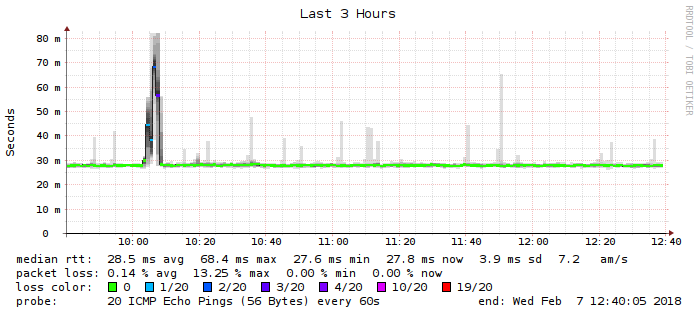 Last 3 Hours
RRDTOOL / TOBI OETIKER
Seconds
80 m
70 m
60 m
50 m
40 m
30 m
20 m
10 m
0
10:00 10:20 10:40 11:00 11:20 11:40 12:00 12:20 12:40
median rtt: 28.5 ms avg 68.4 ms max 27.6 ms min 27.8 ms now 3.9 ms sd 7.2 am/s
packet loss: 0.14 % avg 13.25 % max 0.00 % min 0.00 % now
loss color: 0 1/20 2/20 3/20 4/20 10/20 19/20
probe: 20 ICMP Echo Pings (56 Bytes) every 60s end: Wed Feb 7 12:40:05 2018